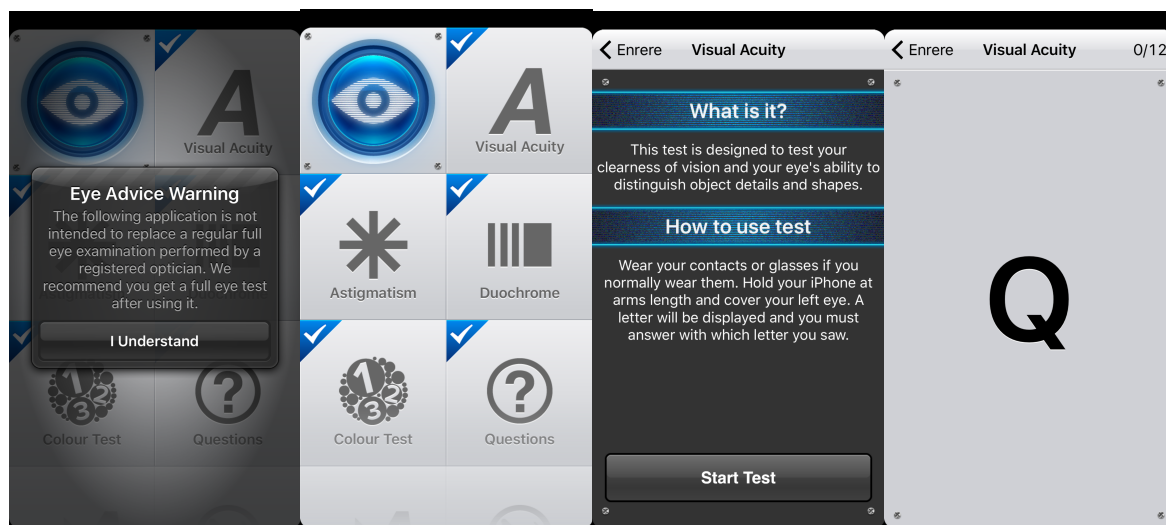 Visual Acuity
Eye Advice Warning
The following application is not
intended to replace a regular full
eye examination performed by a
registered optician. We
recommend you get a full eye test
after using it.
I Understand
Colour Test
Questions
A
Visual Acuity
Astigmatism
Duochrome
1
2
3
Colour Test
?
Questions
Enrere
Visual Acuity
What is it?
This test is designed to test your
clearness of vision and your eye's ability to
distinguish object details and shapes.
How to use test
Wear your contacts or glasses if you
normally wear them. Hold your iPhone at
arms length and cover your left eye. A
letter will be displayed and you must
answer with which letter you saw.
Start Test
Enrere
Visual Acuity
0/12
Q